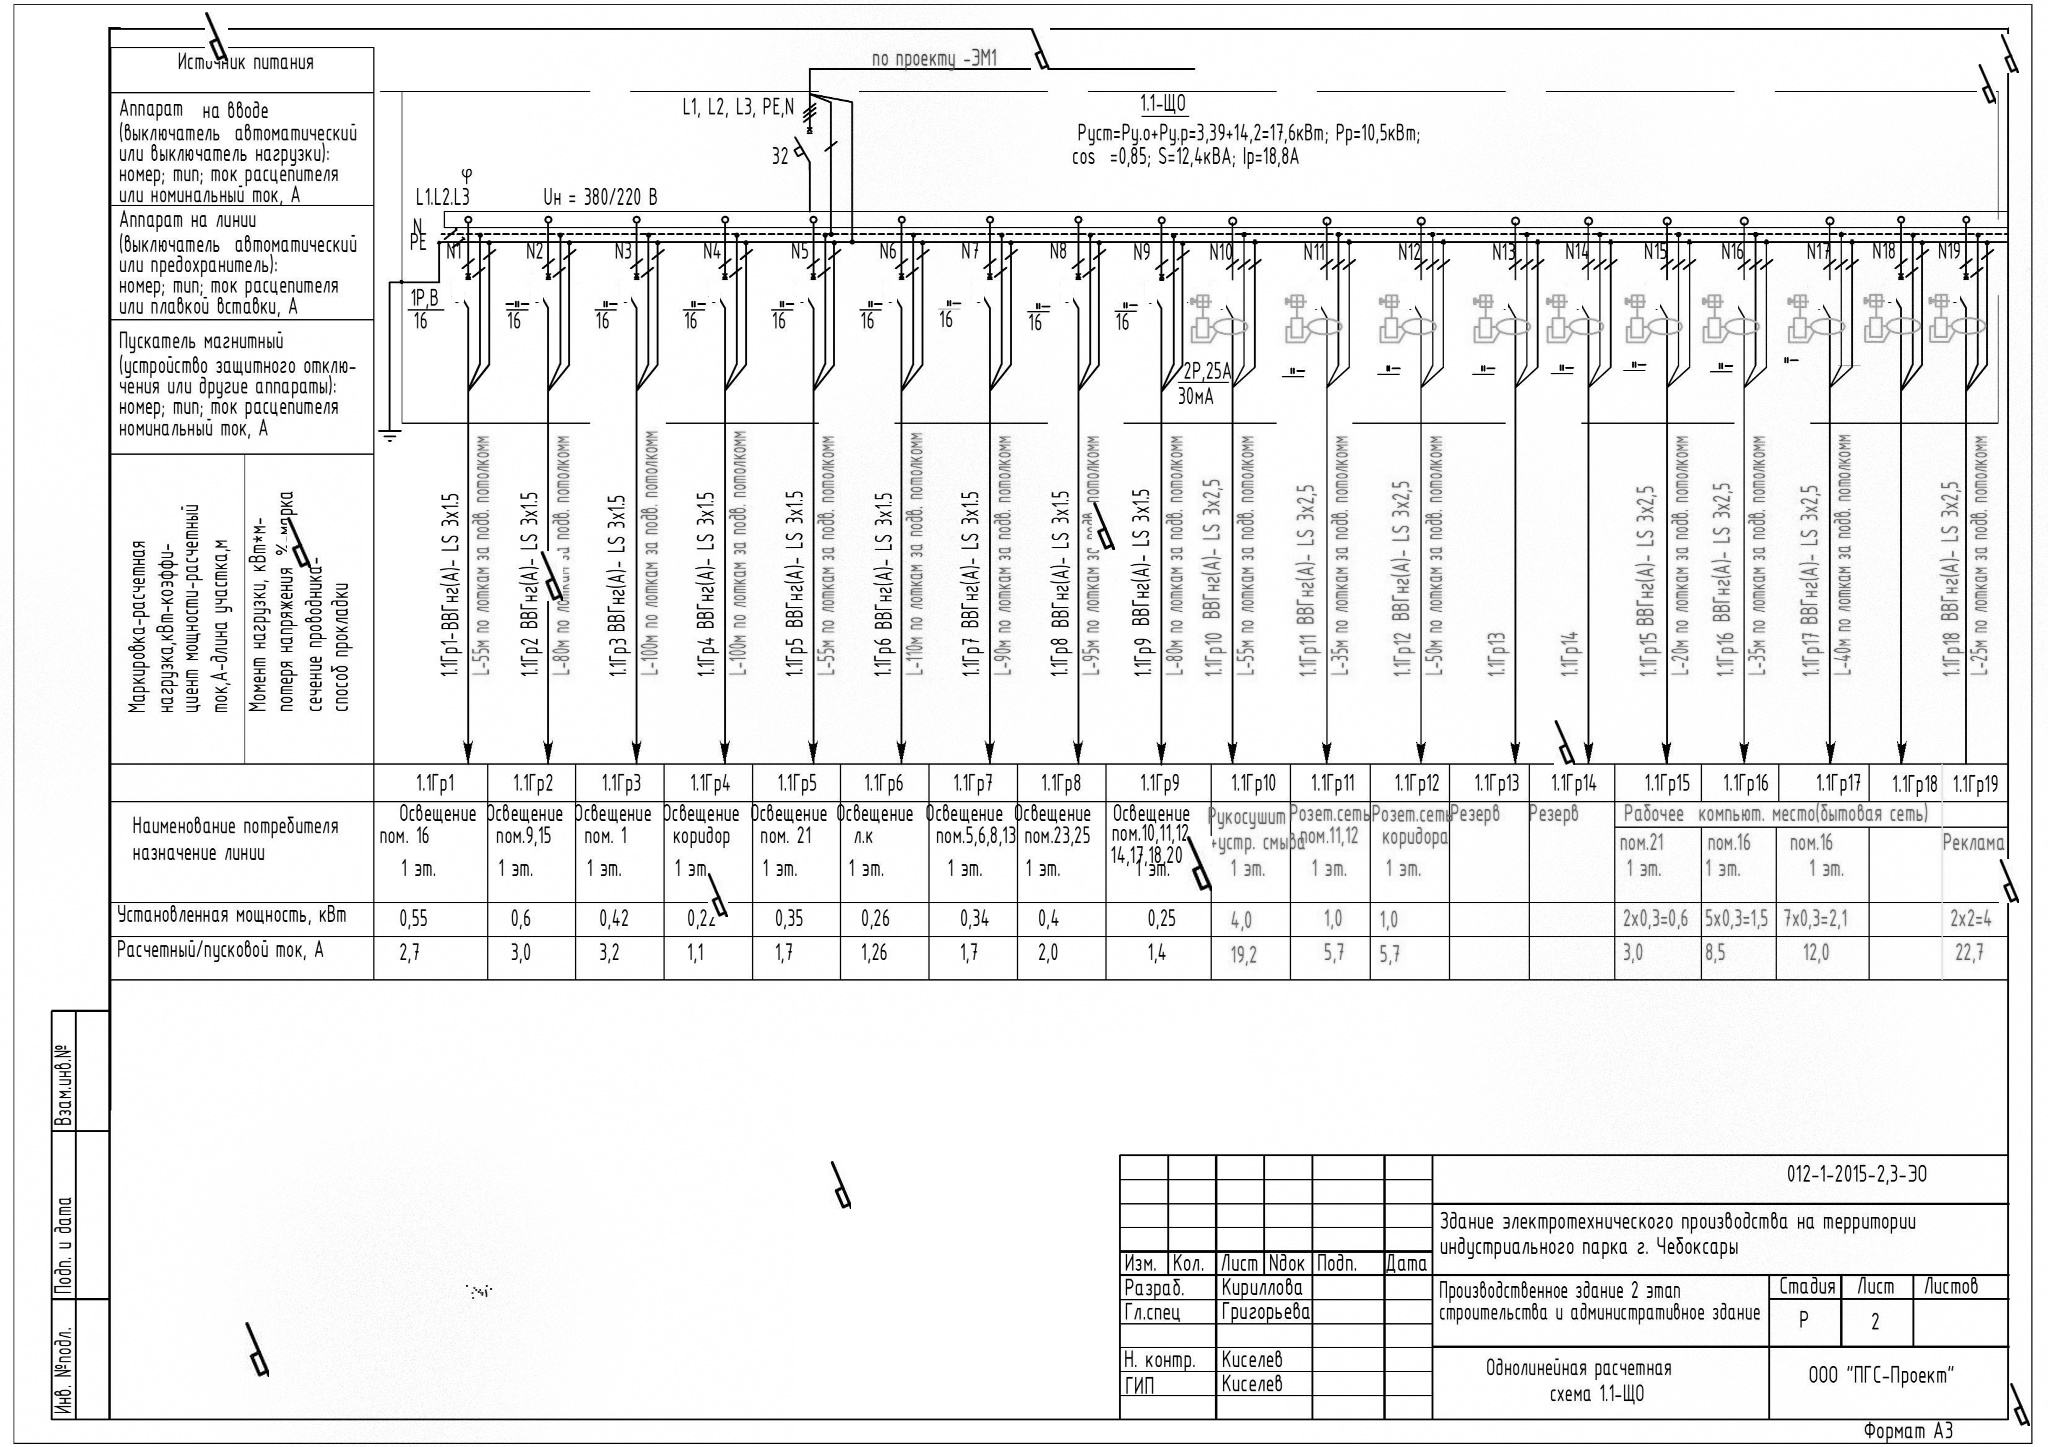 Источник питания
по проекту -ЭМ1
Аппарат на вводе
(выключатель автоматический
или выключатель нагрузки):
номер; тип; ток расцепителя
или номинальный ток, А
L1, L2, L3, PE,N
32
1.1-ЩО
Руст=Ру.о+Ру.р=3,39+14,2=17,6кВт; Рр=10,5кВт;
cos =0,85; S=12,4кВА; Iр=18,8А
φ
L1.L2.L3
Uн = 380/220 В
N
PE
Аппарат на линии
(выключатель автоматический
или предохранитель):
номер; тип; ток расцепителя
или плавкой вставки, А
N1 N2 N3 N4 N5 N6 N7 N8 N9 N10 N11 N12 N13 N14 N15 N16 N17 N18 N19
1Р,В
16
"–
16
"–
16
"–
16
"–
16
"–
16
"–
16
"–
16
"–
16
Пускатель магнитный
(устройство защитного отклю-
чения или другие аппараты):
номер; тип; ток расцепителя
номинальный ток, А
2Р,25А
30мА
"– "– "– "– "– "– "–
Маркировка-расчетная
нагрузка,кВт-коэффи-
циент мощности-расчетный
ток,А-длина участка,м
Момент нагрузки, кВт*м-
потеря напряжения %-марка
сечение проводника-
способ прокладки
1.1Гр1-ВВГнг(А)- LS 3х1.5
L-55м по лоткам за подв. потолкомм
1.1Гр2 ВВГнг(А)- LS 3х1.5
L-80м по лоткам за подв. потолкомм
1.1Гр3 ВВГнг(А)- LS 3х1.5
L-100м по лоткам за подв. потолкомм
1.1Гр4 ВВГнг(А)- LS 3х1.5
L-100м по лоткам за подв. потолкомм
1.1Гр5 ВВГнг(А)- LS 3х1.5
L-55м по лоткам за подв. потолкомм
1.1Гр6 ВВГнг(А)- LS 3х1.5
L-110м по лоткам за подв. потолкомм
1.1Гр7 ВВГнг(А)- LS 3х1.5
L-90м по лоткам за подв. потолкомм
1.1Гр8 ВВГнг(А)- LS 3х1.5
L-95м по лоткам за подв. потолкомм
1.1Гр9 ВВГнг(А)- LS 3х1.5
L-80м по лоткам за подв. потолкомм
1.1Гр10 ВВГнг(А)- LS 3х2,5
L-55м по лоткам за подв. потолкомм
1.1Гр11 ВВГнг(А)- LS 3х2,5
L-35м по лоткам за подв. потолкомм
1.1Гр12 ВВГнг(А)- LS 3х2,5
L-50м по лоткам за подв. потолкомм
1.1Гр13
1.1Гр14
1.1Гр15 ВВГнг(А)- LS 3х2,5
L-20м по лоткам за подв. потолкомм
1.1Гр16 ВВГнг(А)- LS 3х2,5
L-35м по лоткам за подв. потолкомм
1.1Гр17 ВВГнг(А)- LS 3х2,5
L-40м по лоткам за подв. потолкомм
1.1Гр18 ВВГнг(А)- LS 3х2,5
L-25м по лоткам за подв. потолкомм
1.1Гр1 1.1Гр2 1.1Гр3 1.1Гр4 1.1Гр5 1.1Гр6 1.1Гр7 1.1Гр8 1.1Гр9 1.1Гр10 1.1Гр11 1.1Гр12 1.1Гр13 1.1Гр14 1.1Гр15 1.1Гр16 1.1Гр17 1.1Гр18 1.1Гр19
Наименование потребителя
назначение линии
Освещение
пом. 16
1 эт.
Освещение
пом.9,15
1 эт.
Освещение
пом. 1
1 эт.
Освещение
коридор
1 эт.
Освещение
пом. 21
1 эт.
Освещение
л.к
1 эт.
Освещение
пом.5,6,8,13
1 эт.
Освещение
пом.23,25
1 эт.
Освещение
пом.10,11,12
14,17,18,20
1 эт.
Рукосушит
+устр. смыва
1 эт.
Розет.сеть
пом.11,12
1 эт.
Розет.сеть
коридора
1 эт.
Резерв
Резерв
Рабочее компьют. место(бытовая сеть)
пом.21
1 эт.
пом.16
1 эт.
пом.16
1 эт.
Реклама
Установленная мощность, кВт
0,55 0,6 0,42 0,22 0,35 0,26 0,34 0,4 0,25 4,0 1,0 1,0 2х0,3=0,6 5х0,3=1,5 7х0,3=2,1 2х2=4
Расчетный/пусковой ток, А
2,7 3,0 3,2 1,1 1,7 1,26 1,7 2,0 1,4 19,2 5,7 5,7 3,0 8,5 12,0 22,7
Взам.инв.№
Подп. и дата
Инв. №подл.
012-1-2015-2,3-ЭО
Здание электротехнического производства на территории
индустриального парка г. Чебоксары
Изм. Кол. Лист Nдок Подп. Дата
Разраб. Кириллова
Гл.спец Григорьева
Н. контр. Киселев
ГИП Киселев
Производственное здание 2 этап
строительства и административное здание
Стадия Лист Листов
Р 2
Однолинейная расчетная
схема 1.1-ЩО
ООО "ПГС-Проект"
Формат А3